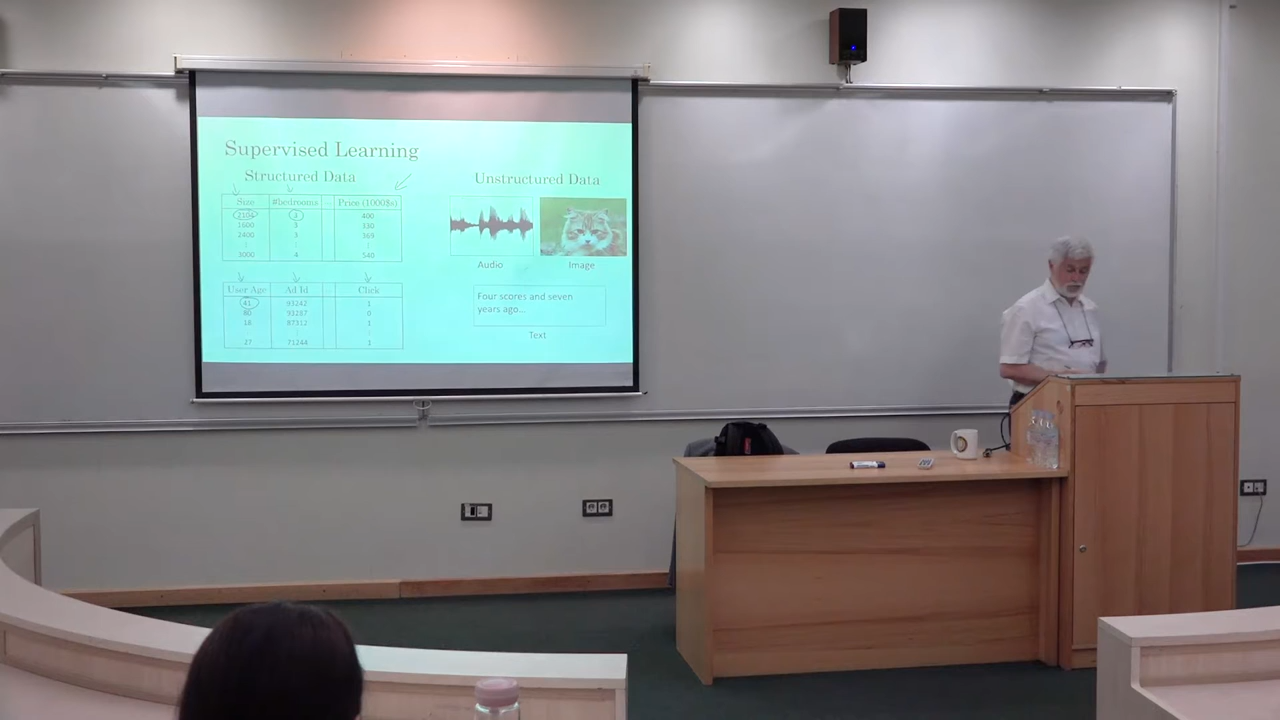 Supervised Learning
Structured Data
Size #bedrooms ... Price (1000$s)
2104 3 400
1600 3 330
2400 3 369
⋮ ⋮ ⋮
3000 4 540
User Age Ad Id ... Click
41 93242 1
80 93187 0
18 87312 1
⋮ ⋮ ⋮
27 71244 1
Unstructured Data
Audio
Image
Four scores and seven
years ago...
Text